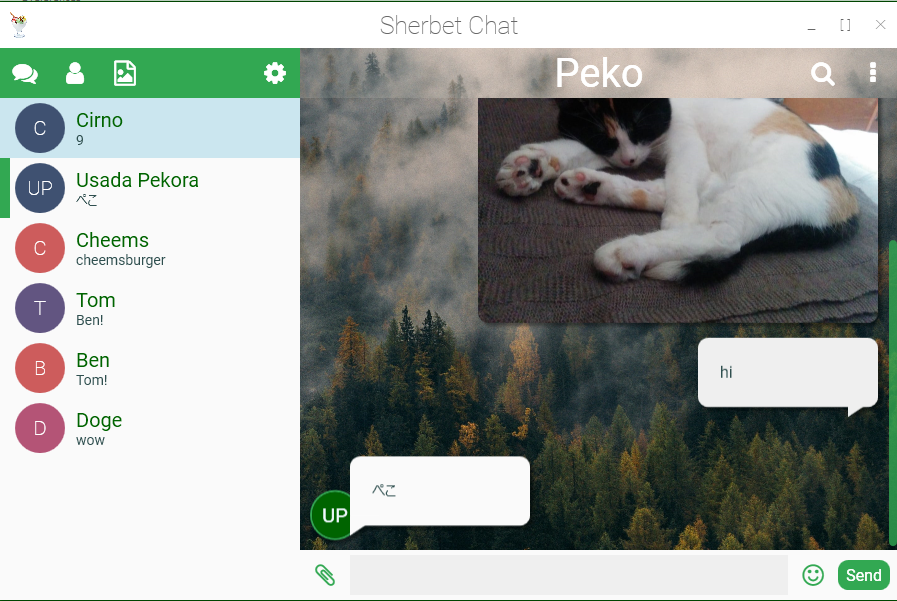 Sherbet Chat
Peko
C
Cirno
9
UP
Usada Pekora
ぺこ
C
Cheems
cheemsburger
T
Tom
Ben!
B
Ben
Tom!
D
Doge
wow
hi
ぺこ
UP
Send